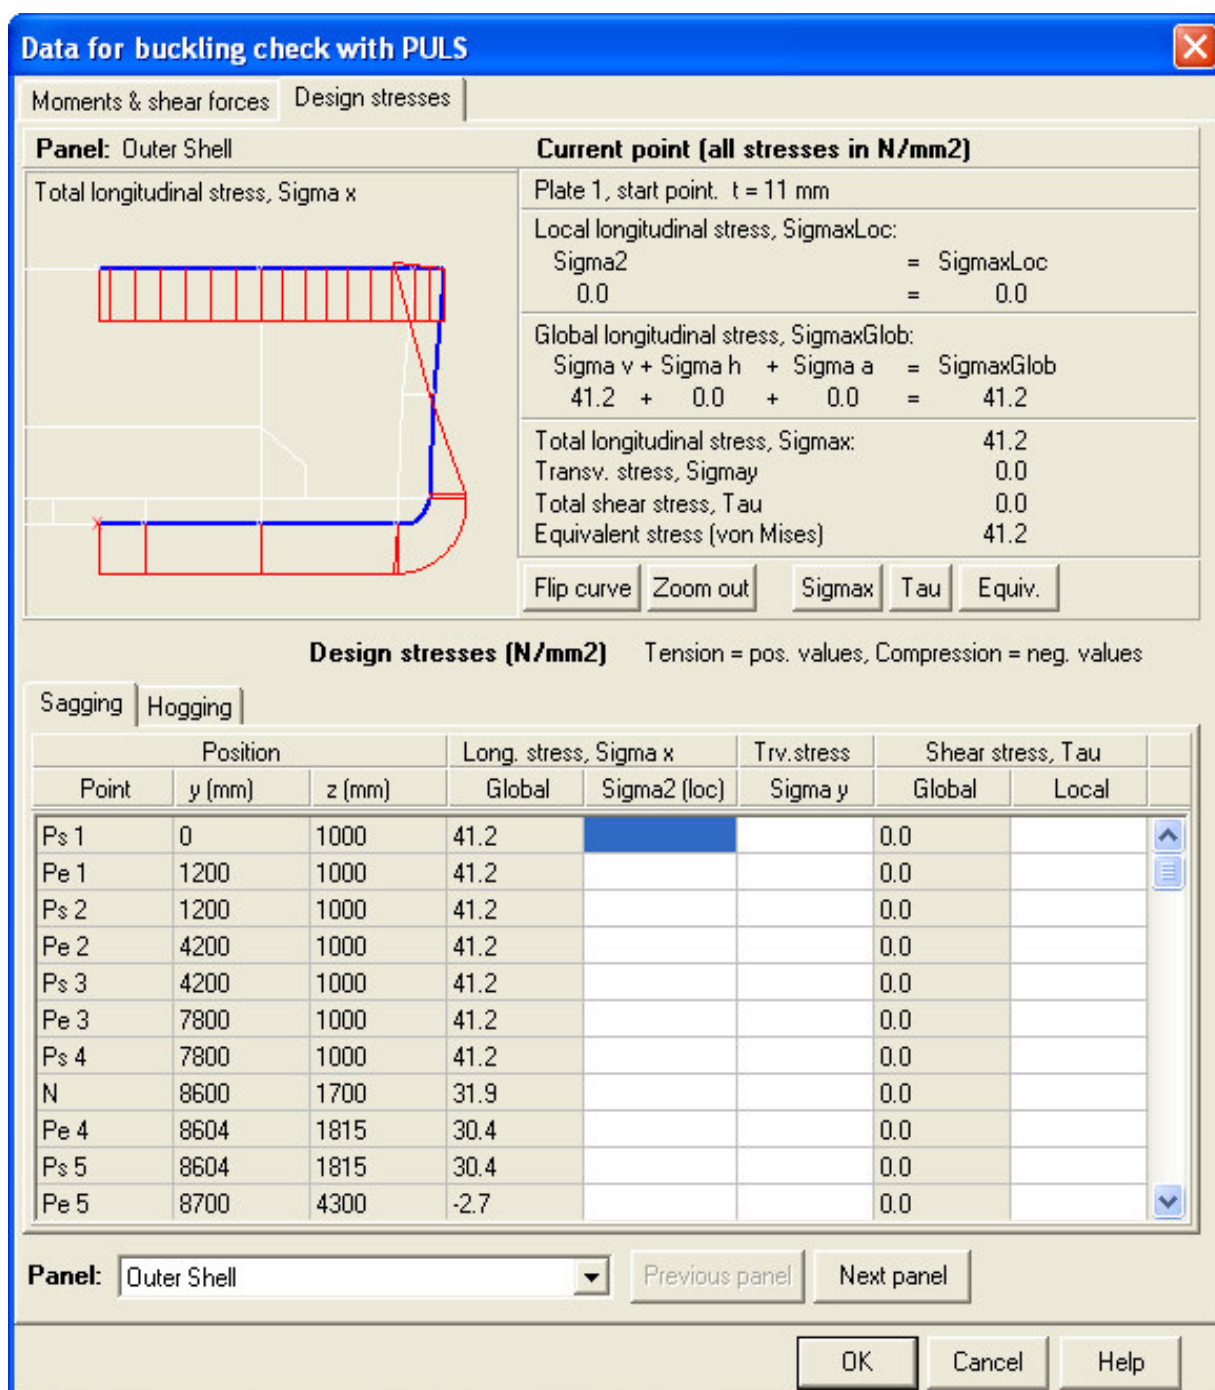 Data for buckling check with PULS
Moments & shear forces Design stresses
Panel: Outer Shell Current point (all stresses in N/mm2)
Total longitudinal stress, Sigma x Plate 1, start point. t = 11 mm
Local longitudinal stress, SigmaxLoc:
Sigma2 = SigmaxLoc
0.0 = 0.0
Global longitudinal stress, SigmaxGlob:
Sigma v + Sigma h + Sigma a = SigmaxGlob
41.2 + 0.0 + 0.0 = 41.2
Total longitudinal stress, Sigmax: 41.2
Transv. stress, Sigmay 0.0
Total shear stress, Tau 0.0
Equivalent stress (von Mises) 41.2
Flip curve Zoom out Sigmax Tau Equiv.
Design stresses (N/mm2) Tension = pos. values, Compression = neg. values
Sagging Hogging
Position Long. stress, Sigma x Trv.stress Shear stress, Tau
Point y (mm) z (mm) Global Sigma2 (loc) Sigma y Global Local
Ps 1 0 1000 41.2 0.0
Pe 1 1200 1000 41.2 0.0
Ps 2 1200 1000 41.2 0.0
Pe 2 4200 1000 41.2 0.0
Ps 3 4200 1000 41.2 0.0
Pe 3 7800 1000 41.2 0.0
Ps 4 7800 1000 41.2 0.0
N 8600 1700 31.9 0.0
Pe 4 8604 1815 30.4 0.0
Ps 5 8604 1815 30.4 0.0
Pe 5 8700 4300 -2.7 0.0
Panel: Outer Shell Previous panel Next panel
OK Cancel Help